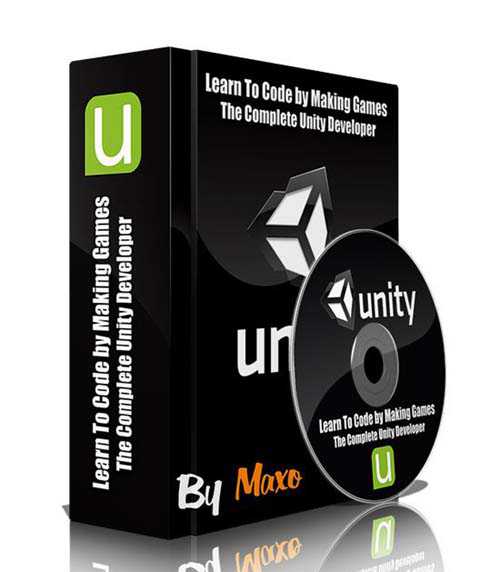 u
Learn To Code by Making Games
The Complete Unity Developer
Learn To Code by Making Games
The Complete Unity Developer
un
By Maxo
unity
Learn To Code by Making Games
The Complete Unity Developer
u